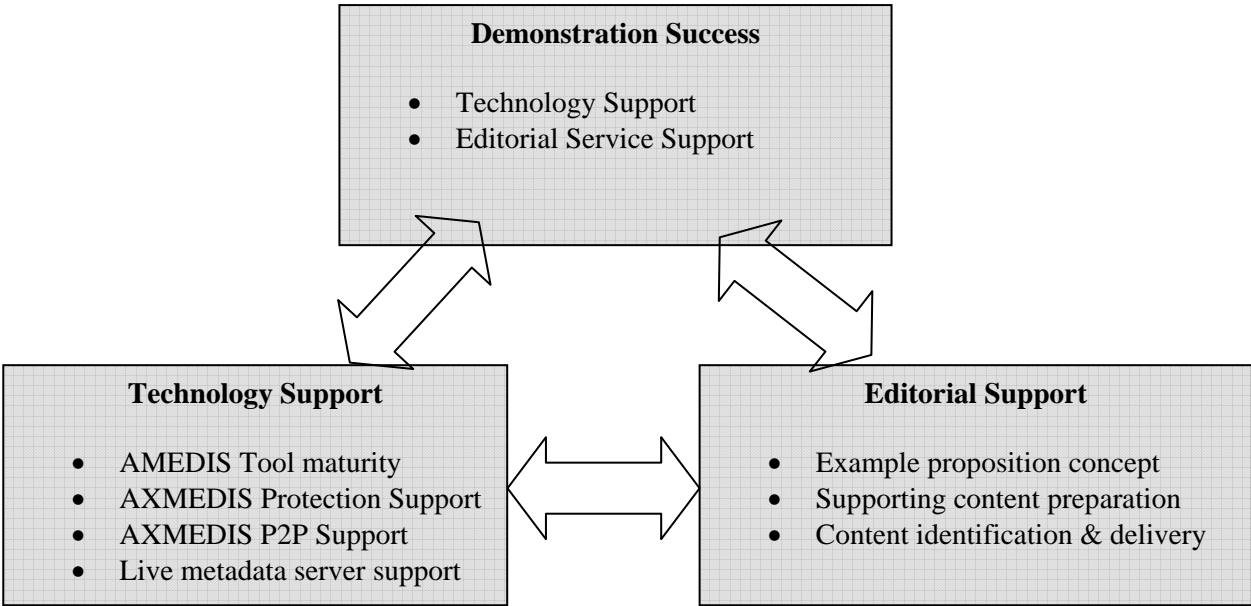 Demonstration Success
• Technology Support
• Editorial Service Support
Technology Support
• AMEDIS Tool maturity
• AXMEDIS Protection Support
• AXMEDIS P2P Support
• Live metadata server support
Editorial Support
• Example proposition concept
• Supporting content preparation
• Content identification & delivery